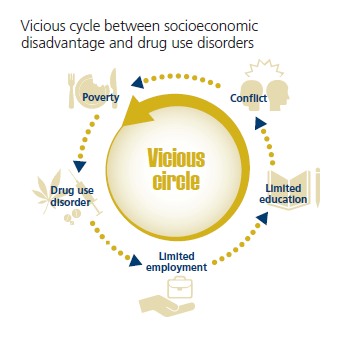 Vicious cycle between socioeconomic
disadvantage and drug use disorders
Poverty
Conflict
Vicious
circle
Drug use
disorder
Limited
education
Limited
employment